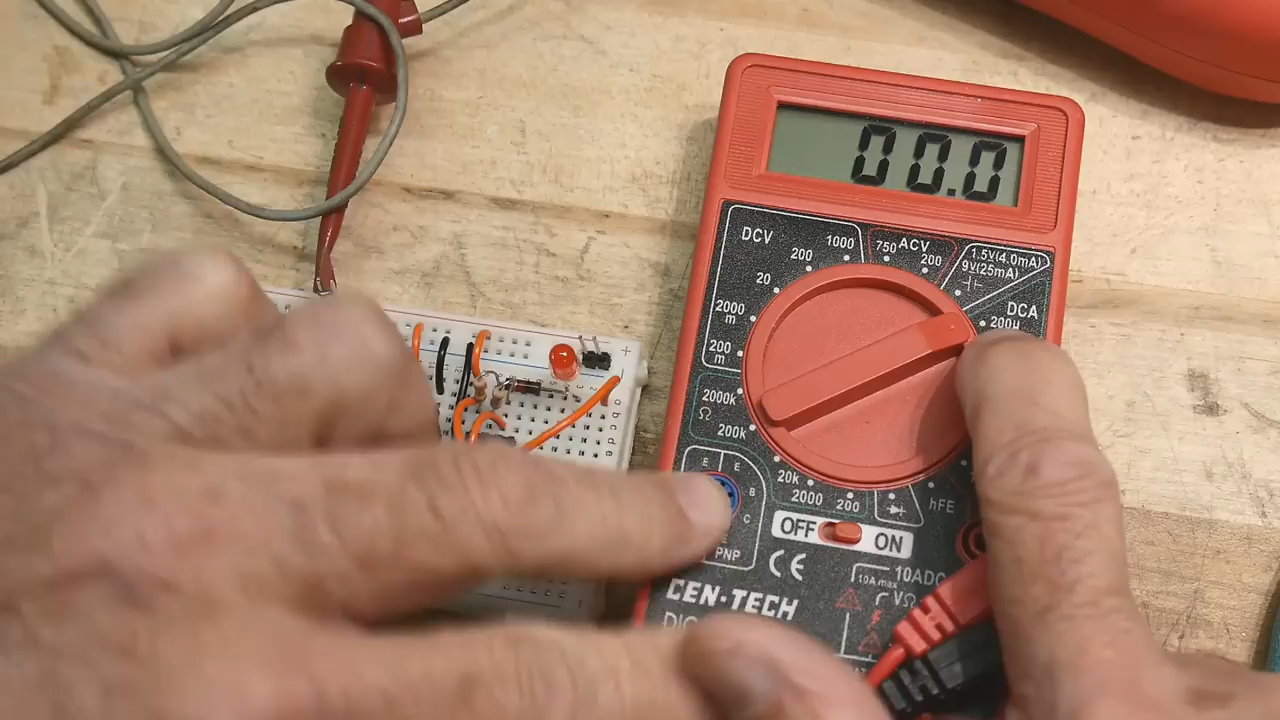 00.0
DCV
1000
750 ACV
200
200
1.5V(4.0mA)
9V(25mA)
20
DCA
200μ
2000
m
200
m
2000k
Ω
200k
20k
2000
200
hFE
E
E
B
C
E
PNP
OFF
ON
CE
10ADC
10A max
VΩ
CEN-TECH
+
a
b
c
d
e